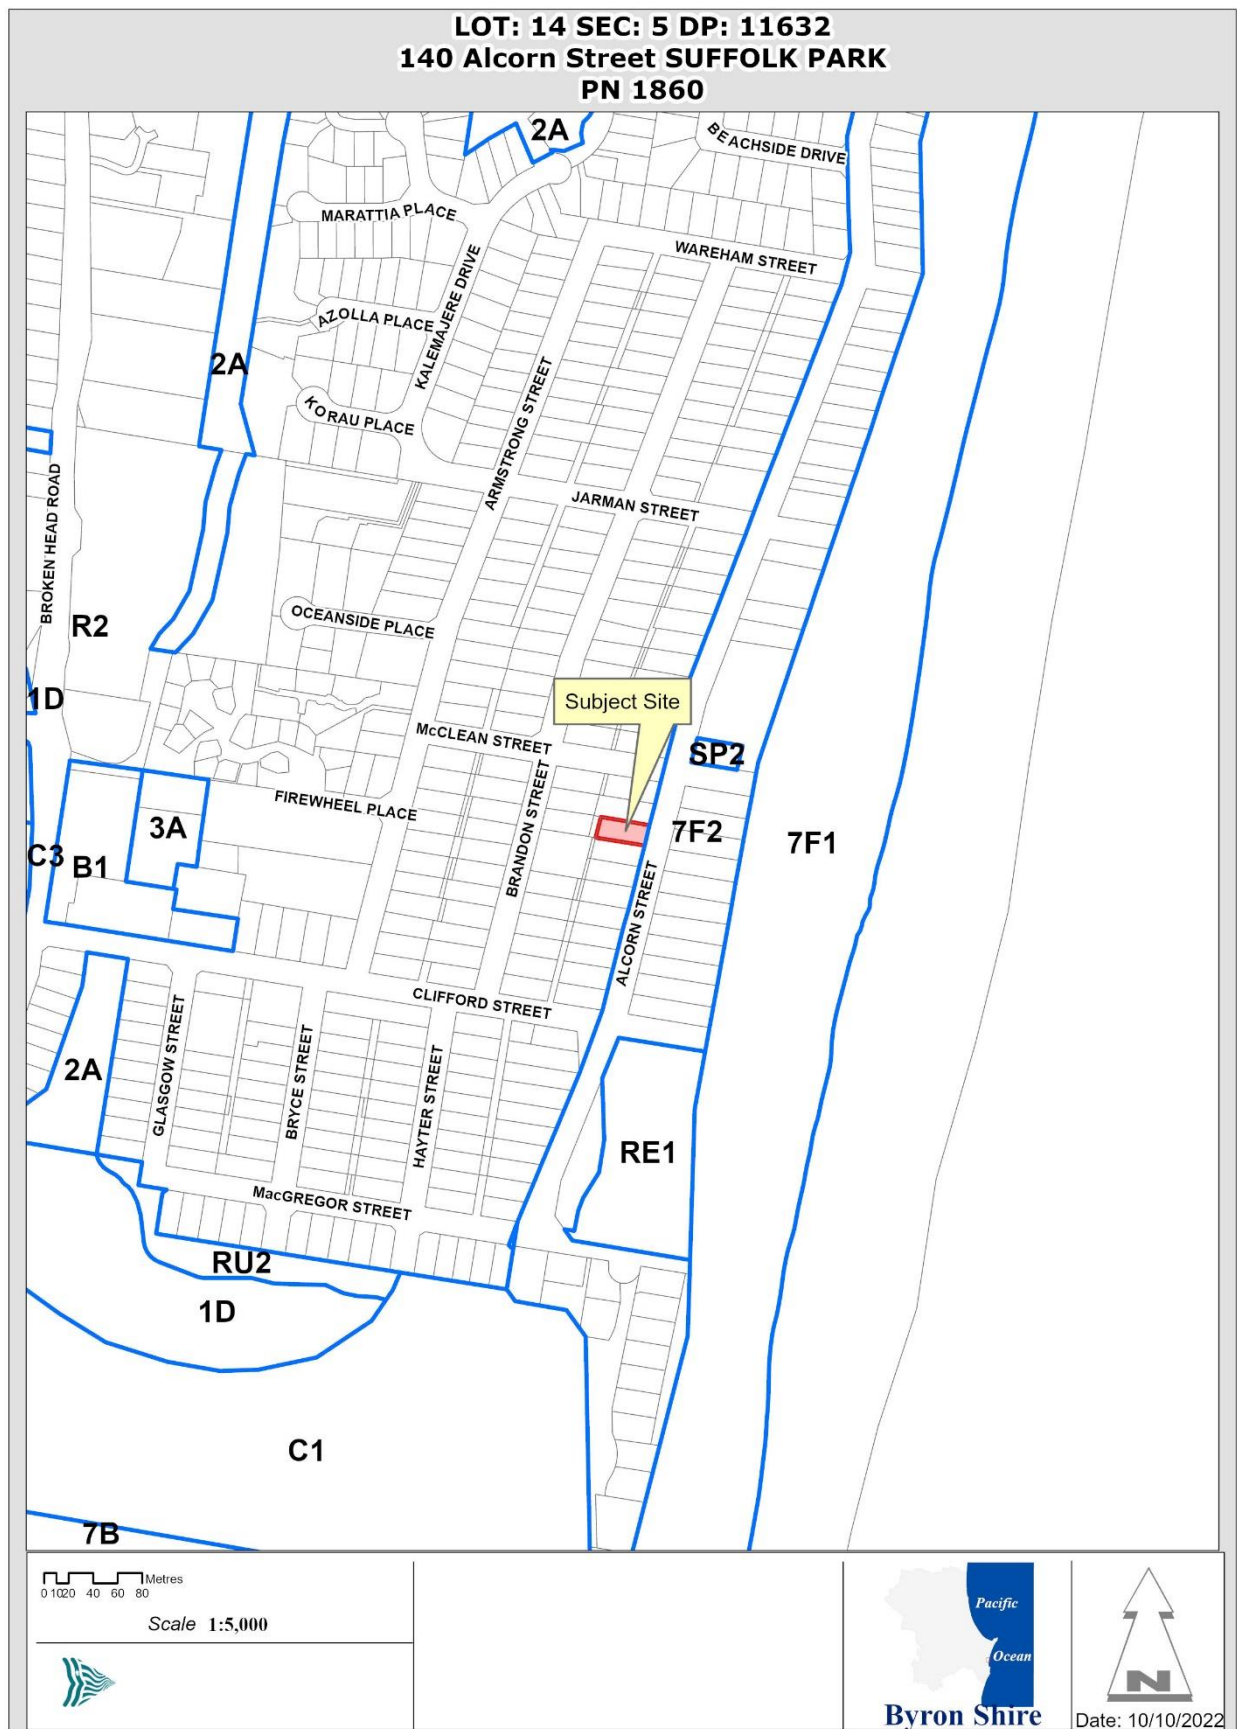 LOT: 14 SEC: 5 DP: 11632
140 Alcorn Street SUFFOLK PARK
PN 1860
2A
BEACHSIDE DRIVE
MARATTIA PLACE
WAREHAM STREET
KALEMAJERE DRIVE
AZOLLA PLACE
2A
ARMSTRONG STREET
KORAU PLACE
BROKEN HEAD ROAD
JARMAN STREET
OCEANSIDE PLACE
R2
1D
Subject Site
McCLEAN STREET
SP2
BRANDON STREET
FIREWHEEL PLACE
3A
7F2
7F1
C3
B1
ALCORN STREET
CLIFFORD STREET
GLASGOW STREET
BRYCE STREET
HAYTER STREET
2A
RE1
MacGREGOR STREET
RU2
1D
C1
7B
Metres
0 10 20 40 60 80
Scale 1:5,000
Pacific
Ocean
Byron Shire
N
Date: 10/10/2022